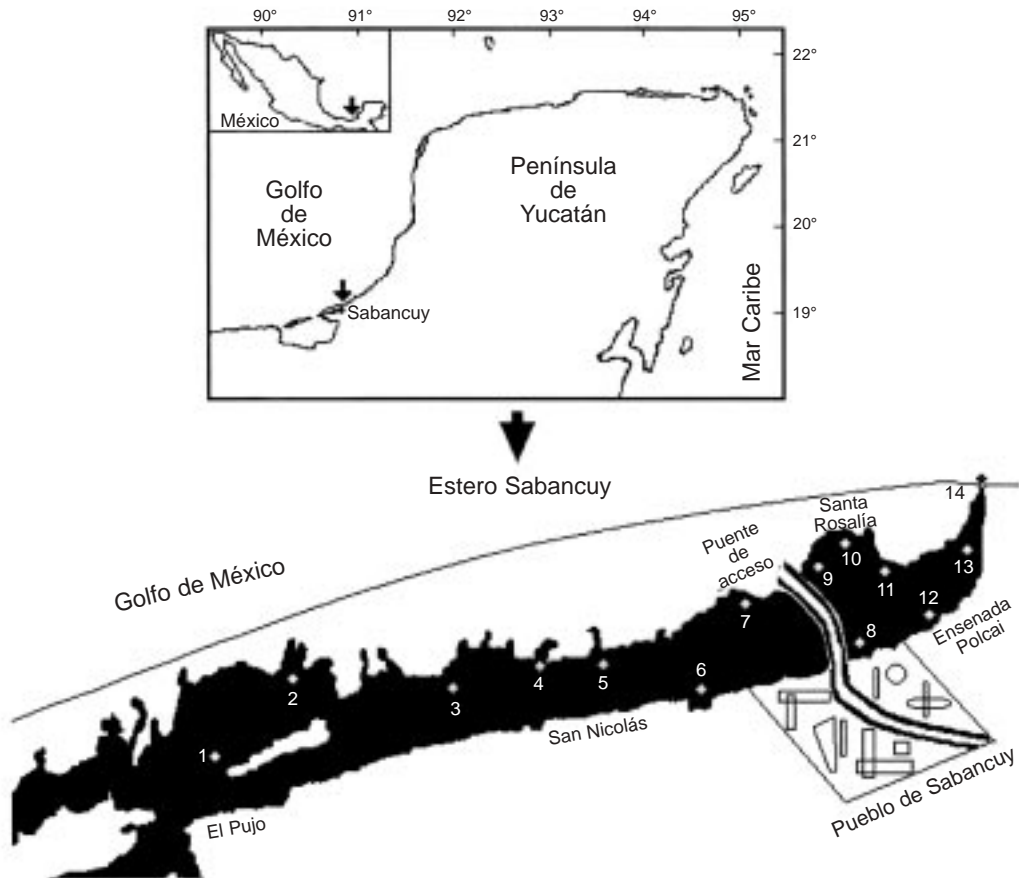 90° 91° 92° 93° 94° 95°
22°
21°
20°
19°
México
Golfo
de
México
Península
de
Yucatán
Sabancuy
Mar Caribe
Estero Sabancuy
Golfo de México
Puente
de
acceso
Santa
Rosalía
14
13
12
11
10
9
8
7
6
5
4
3
2
1
Ensenada
Polcai
San Nicolás
El Pujo
Pueblo de Sabancuy